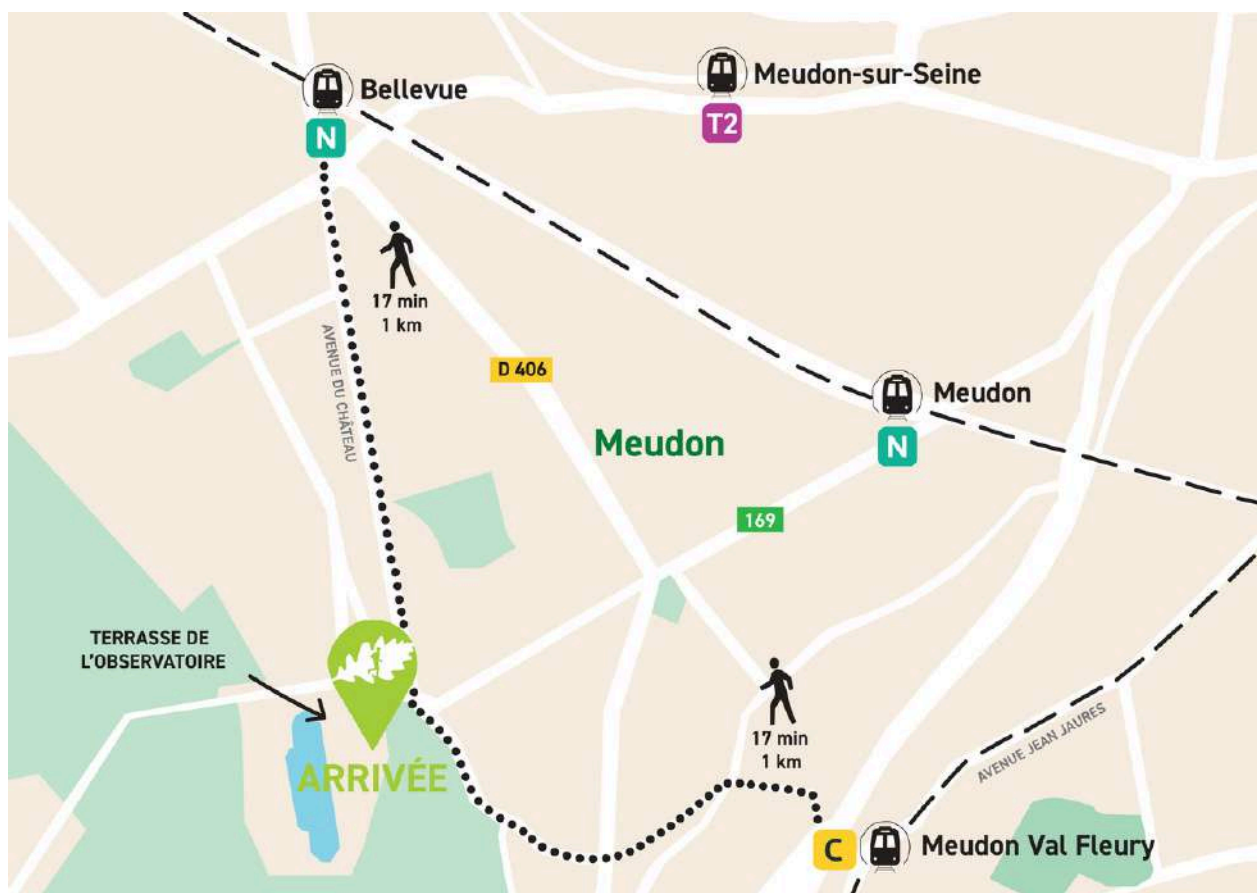 Bellevue
N
Meudon-sur-Seine
T2
17 min
1 km
AVENUE DU CHÂTEAU
D 406
Meudon
N
Meudon
169
TERRASSE DE
L'OBSERVATOIRE
ARRIVÉE
17 min
1 km
AVENUE JEAN JAURES
C
Meudon Val Fleury